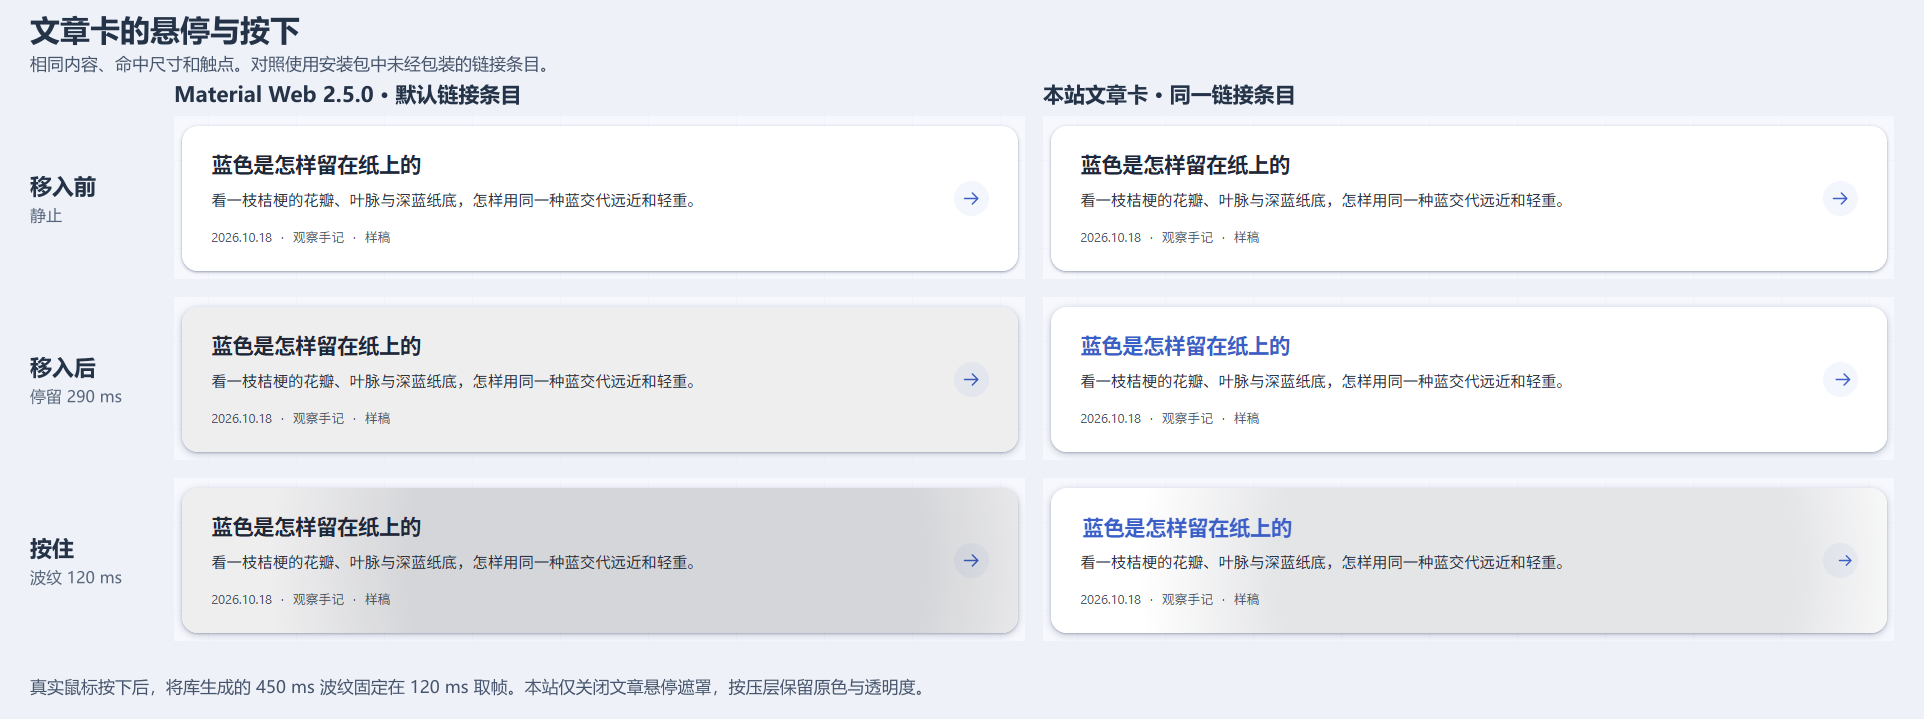 文章卡的悬停与按下
相同内容、命中尺寸和触点。对照使用安装包中未经包装的链接条目。
Material Web 2.5.0 • 默认链接条目
本站文章卡 • 同一链接条目
移入前
静止
蓝色是怎样留在纸上的
看一枝桔梗的花瓣、叶脉与深蓝纸底，怎样用同一种蓝交代远近和轻重。
2026.10.18 · 观察手记 · 样稿
→
蓝色是怎样留在纸上的
看一枝桔梗的花瓣、叶脉与深蓝纸底，怎样用同一种蓝交代远近和轻重。
2026.10.18 · 观察手记 · 样稿
→
移入后
停留 290 ms
蓝色是怎样留在纸上的
看一枝桔梗的花瓣、叶脉与深蓝纸底，怎样用同一种蓝交代远近和轻重。
2026.10.18 · 观察手记 · 样稿
→
蓝色是怎样留在纸上的
看一枝桔梗的花瓣、叶脉与深蓝纸底，怎样用同一种蓝交代远近和轻重。
2026.10.18 · 观察手记 · 样稿
→
按住
波纹 120 ms
蓝色是怎样留在纸上的
看一枝桔梗的花瓣、叶脉与深蓝纸底，怎样用同一种蓝交代远近和轻重。
2026.10.18 · 观察手记 · 样稿
→
蓝色是怎样留在纸上的
看一枝桔梗的花瓣、叶脉与深蓝纸底，怎样用同一种蓝交代远近和轻重。
2026.10.18 · 观察手记 · 样稿
→
真实鼠标按下后，将库生成的 450 ms 波纹固定在 120 ms 取帧。本站仅关闭文章悬停遮罩，按压层保留原色与透明度。